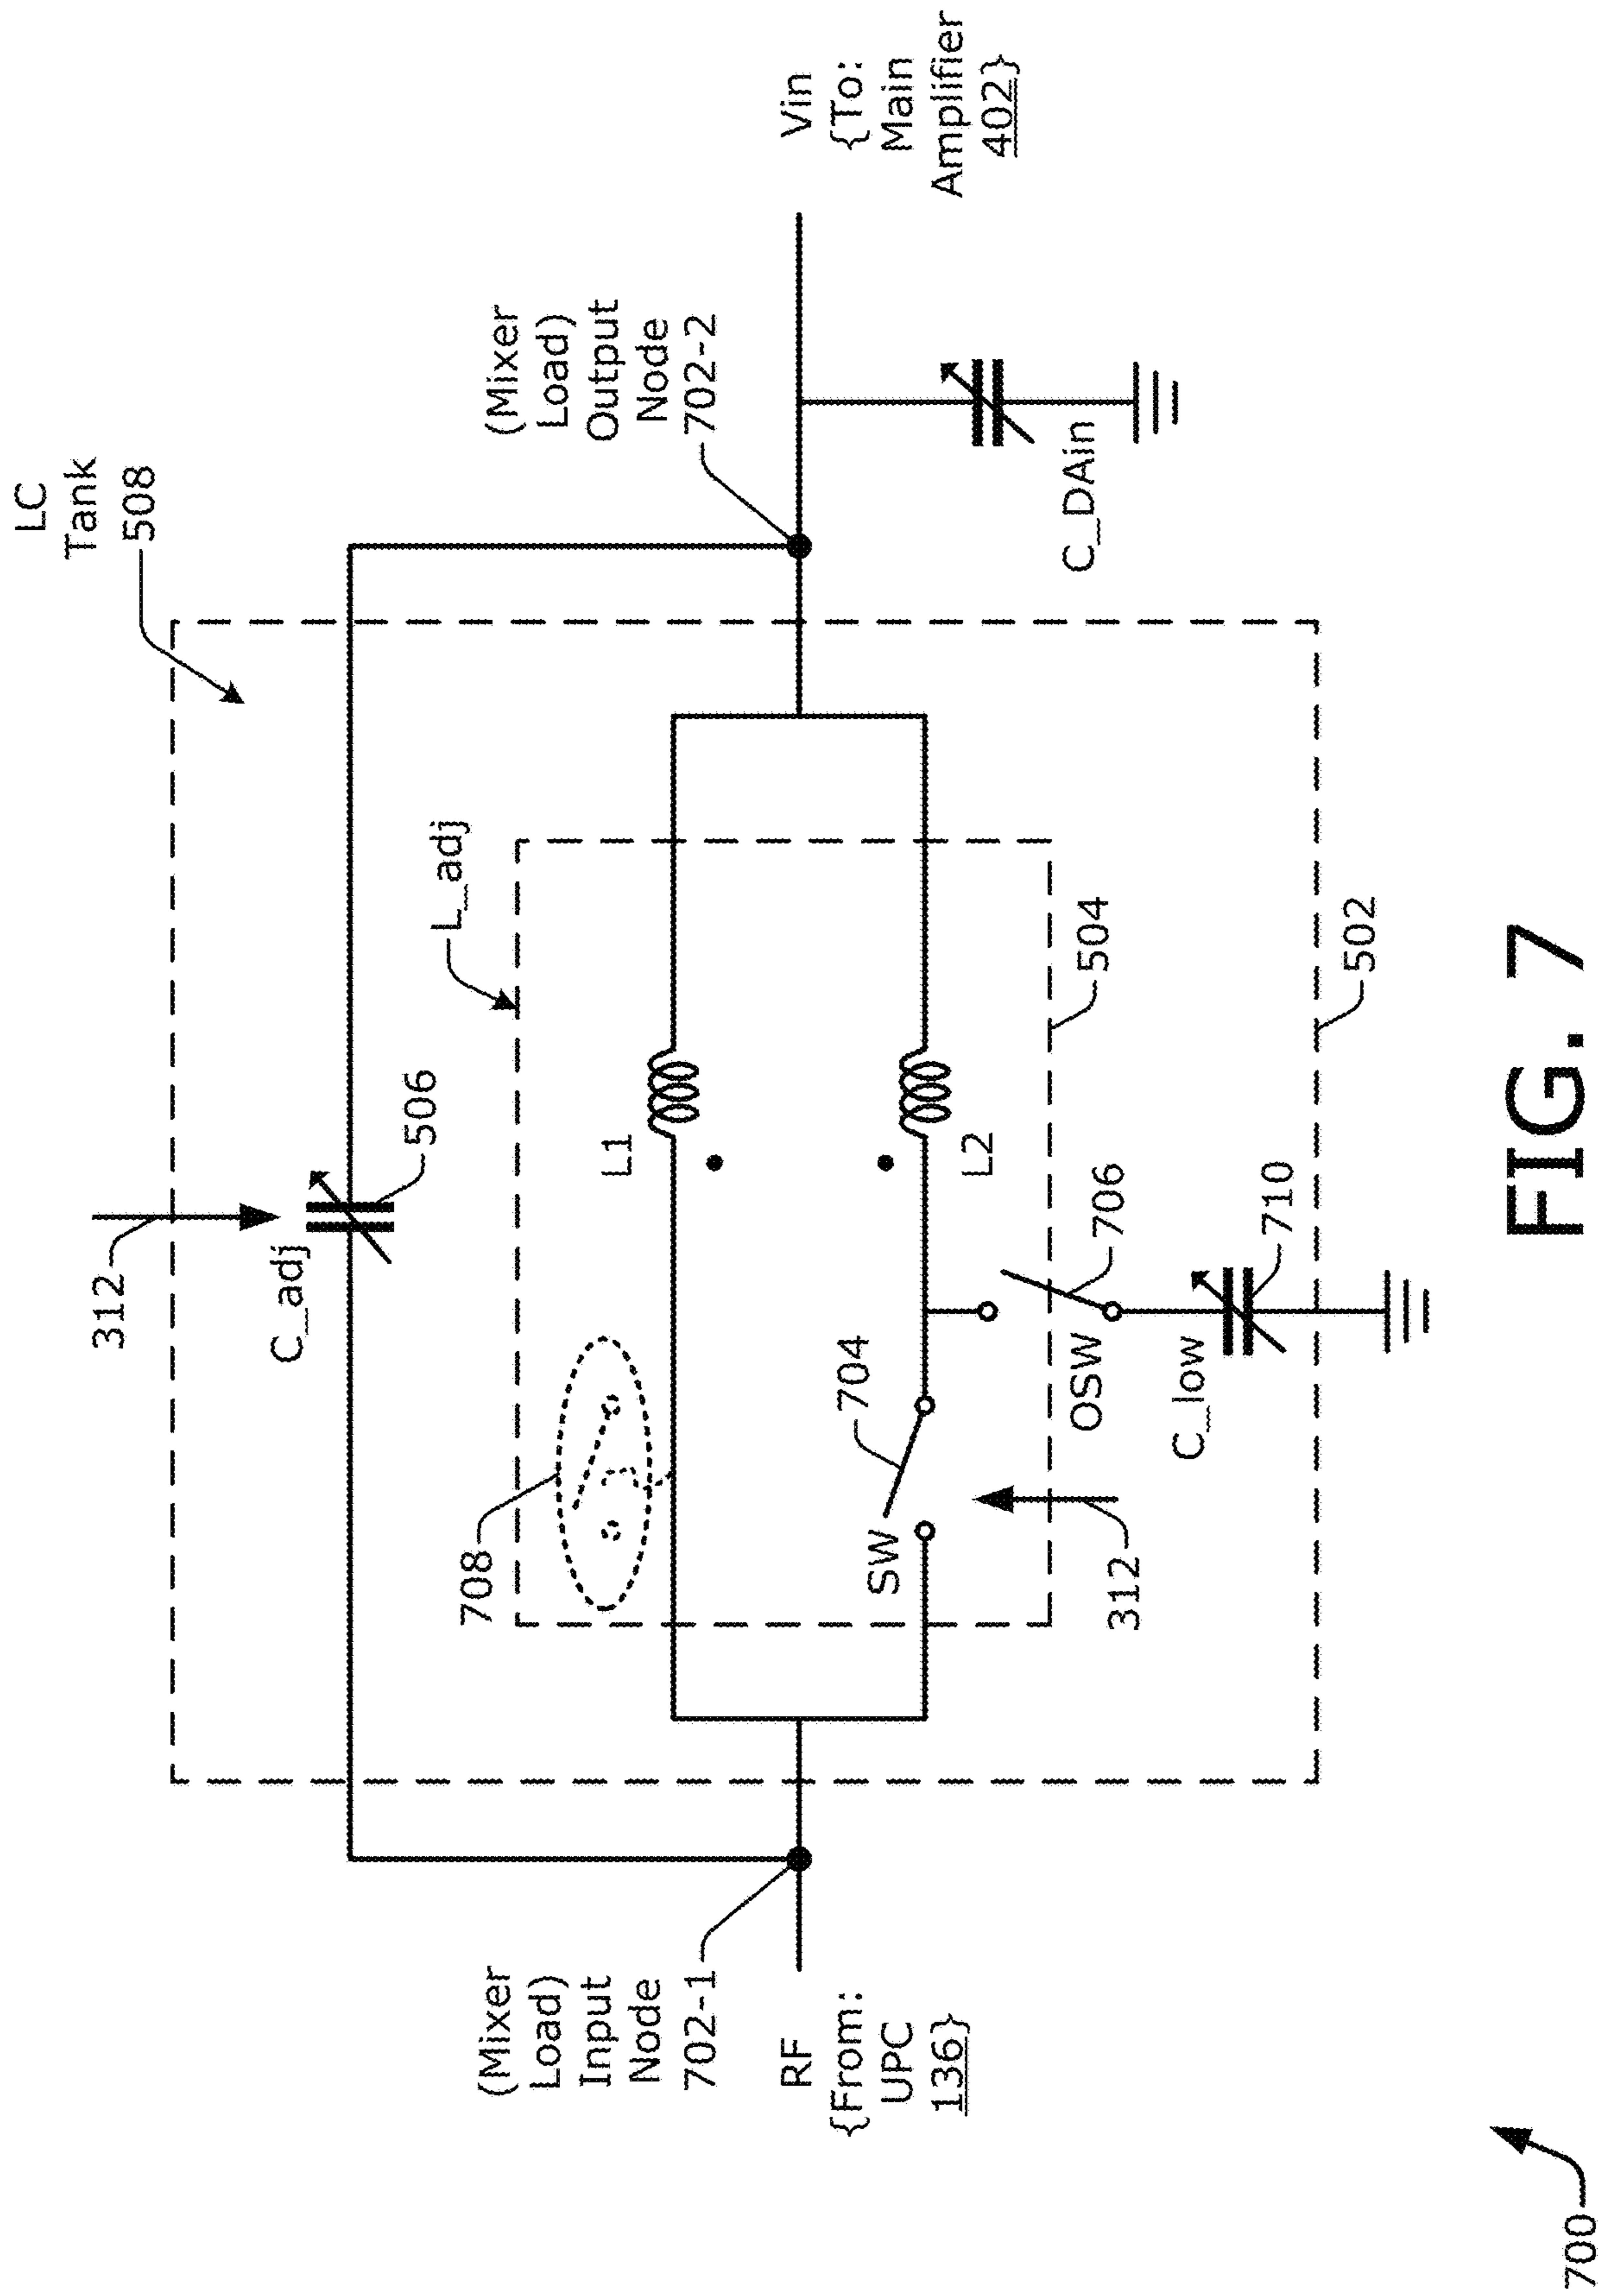 LC
Tank
508
312
C_adj
506
(Mixer
Load)
Input
Node
702-1
(Mixer
Load)
Output
Node
702-2
L_adj
708
L1
RF
{From:
UPC
136}
Vin
{To:
Main
Amplifier
402}
704
SW
L2
312
706
OSW
504
C_low
710
C_DAin
502
700
FIG. 7